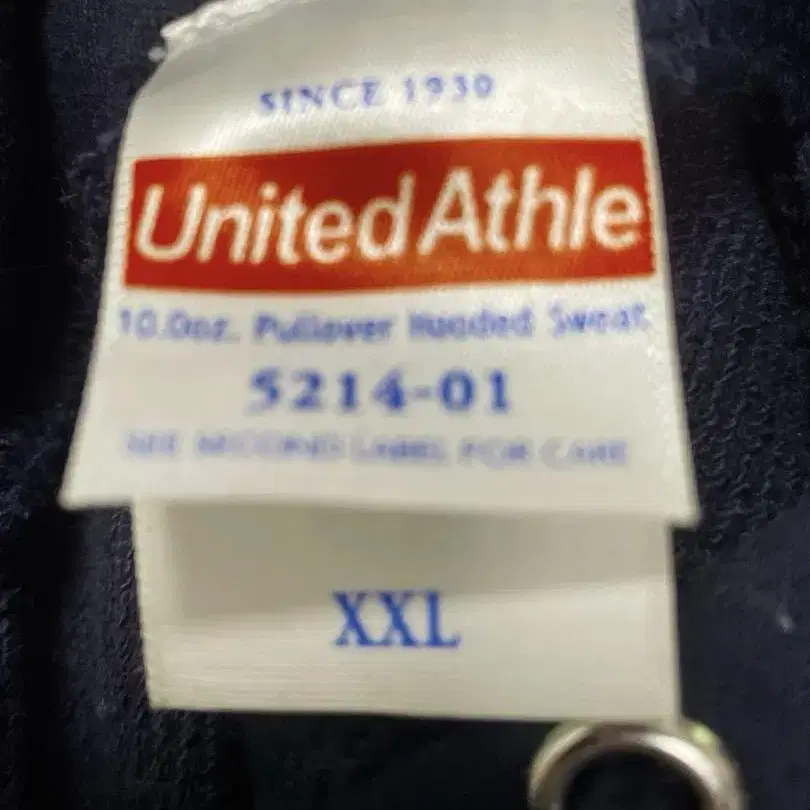 SINCE 1930
United Athle
10.0oz. Pullover Hooded Sweat
5214-01
SEE SECOND LABEL FOR CARE
XXL